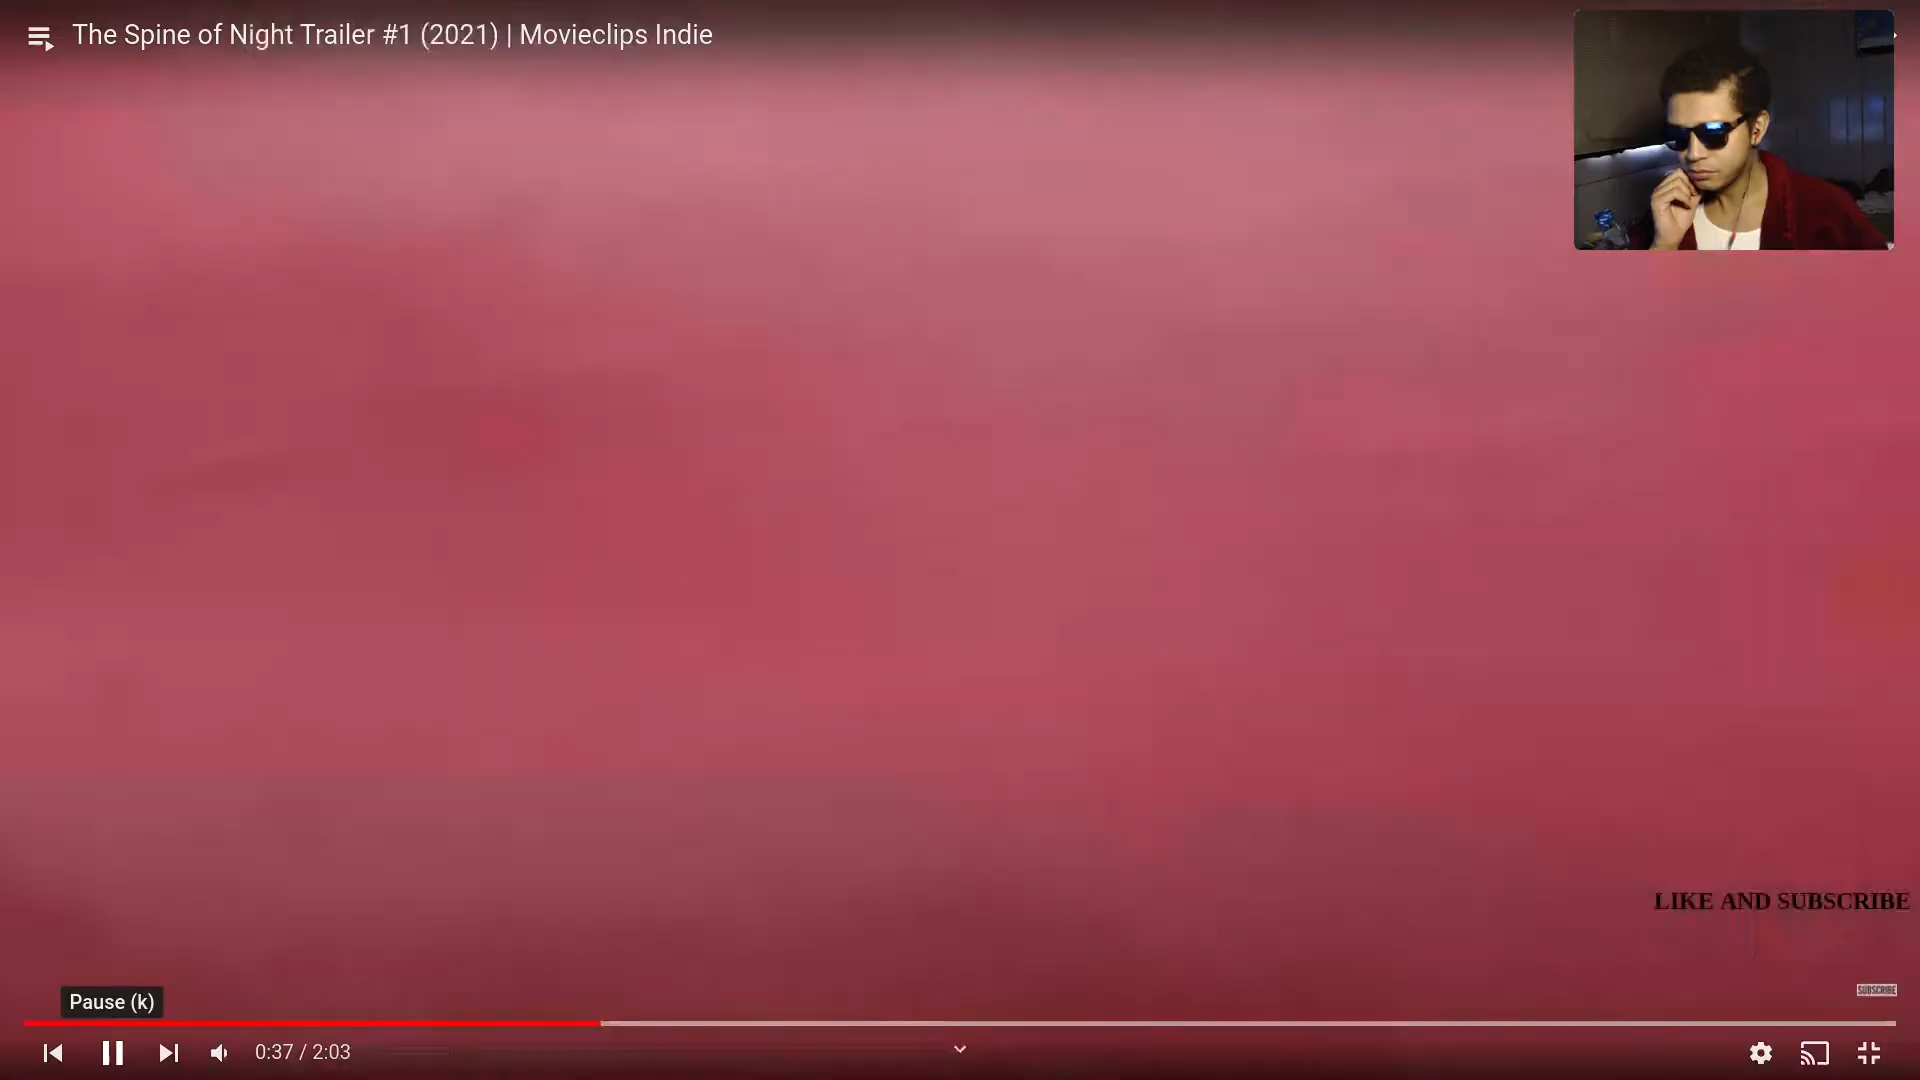 The Spine of Night Trailer #1 (2021) | Movieclips Indie
LIKE AND SUBSCRIBE
SUBSCRIBE
Pause (k)
0:37 / 2:03